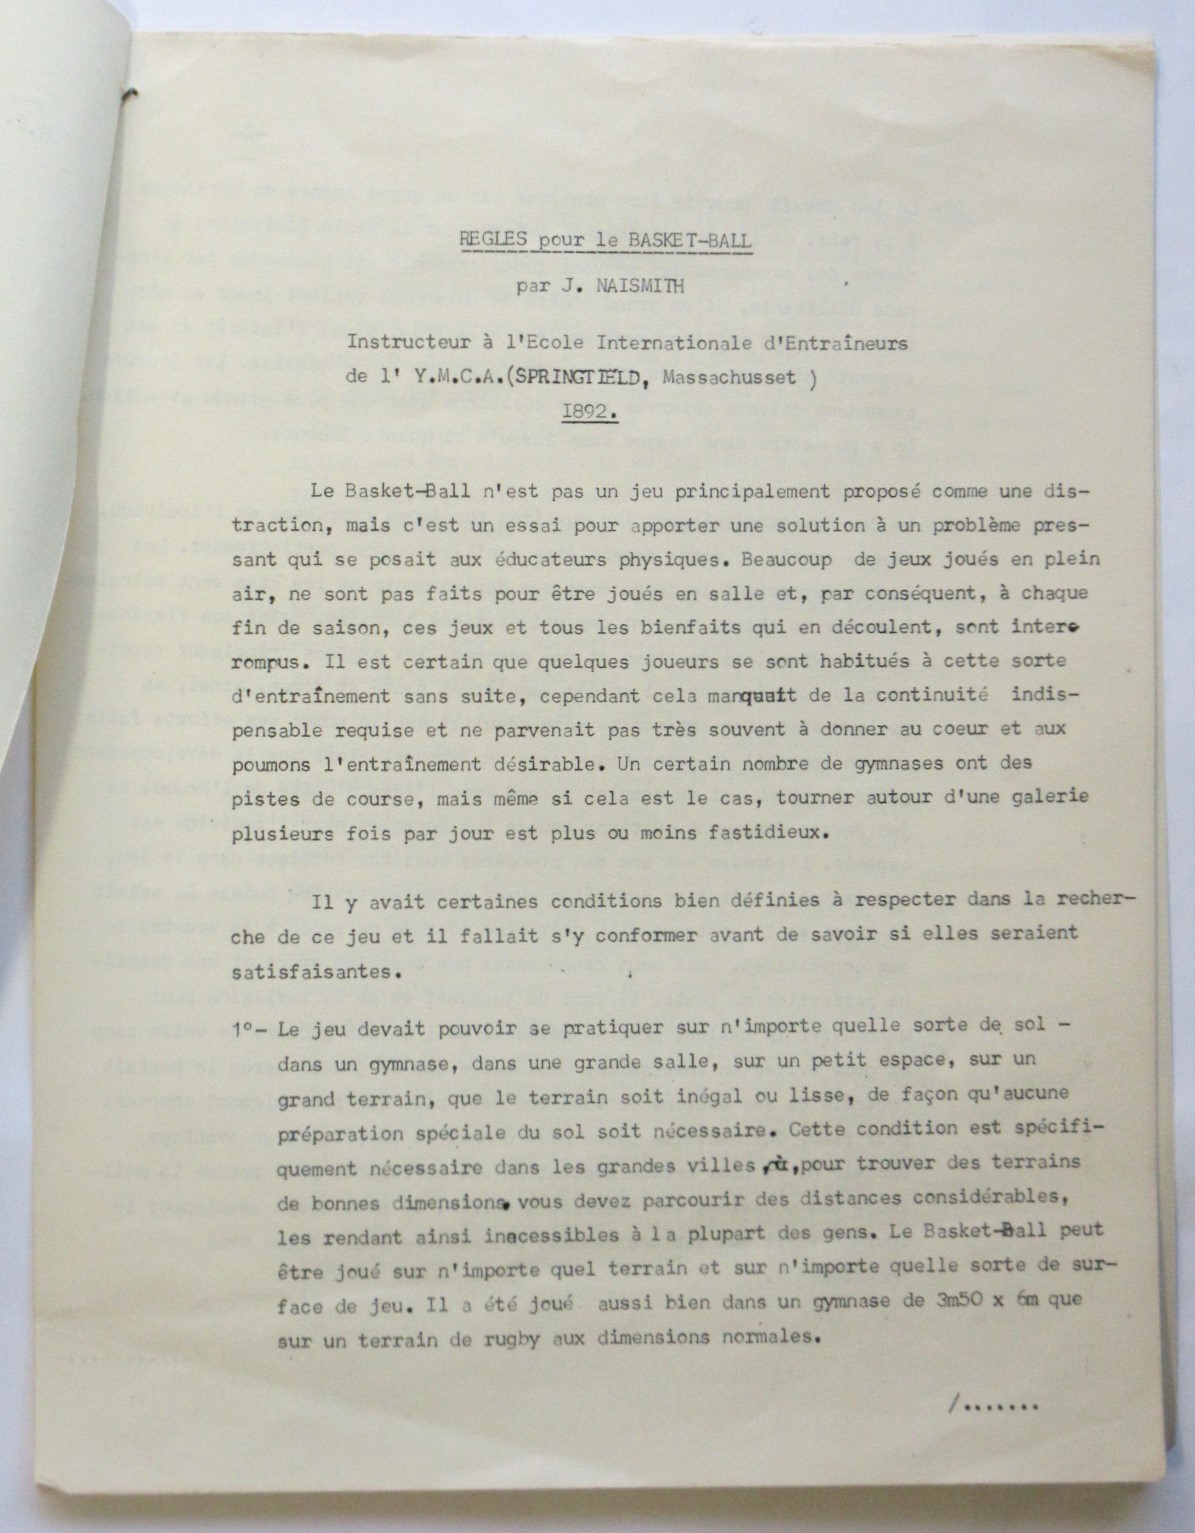 REGLES pour le BASKET-BALL
par J. NAISMITH
Instructeur à l'Ecole Internationale d'Entraîneurs
de l' Y.M.C.A.(SPRINGTIELD, Massachusset )
1892.
Le Basket-Ball n'est pas un jeu principalement proposé comme une dis-
traction, mais c'est un essai pour apporter une solution à un problème pres-
sant qui se posait aux éducateurs physiques. Beaucoup de jeux joués en plein
air, ne sont pas faits pour être joués en salle et, par conséquent, à chaque
fin de saison, ces jeux et tous les bienfaits qui en découlent, sont inter-
rompus. Il est certain que quelques joueurs se sont habitués à cette sorte
d'entraînement sans suite, cependant cela manquait de la continuité indis-
pensable requise et ne parvenait pas très souvent à donner au coeur et aux
poumons l'entraînement désirable. Un certain nombre de gymnases ont des
pistes de course, mais même si cela est le cas, tourner autour d'une galerie
plusieurs fois par jour est plus ou moins fastidieux.
Il y avait certaines conditions bien définies à respecter dans la recher-
che de ce jeu et il fallait s'y conformer avant de savoir si elles seraient
satisfaisantes.
1°- Le jeu devait pouvoir se pratiquer sur n'importe quelle sorte de sol -
dans un gymnase, dans une grande salle, sur un petit espace, sur un
grand terrain, que le terrain soit inégal ou lisse, de façon qu'aucune
préparation spéciale du sol soit nécessaire. Cette condition est spécifi-
quement nécessaire dans les grandes villes , où, pour trouver des terrains
de bonnes dimensions, vous devez parcourir des distances considérables,
les rendant ainsi inacessibles à la plupart des gens. Le Basket-Ball peut
être joué sur n'importe quel terrain et sur n'importe quelle sorte de sur-
face de jeu. Il a été joué aussi bien dans un gymnase de 3m50 x 6m que
sur un terrain de rugby aux dimensions normales.
/.......